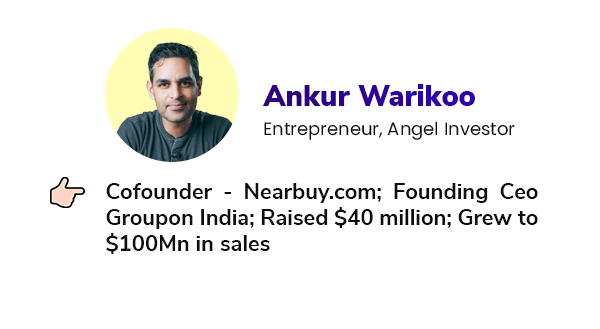 Ankur Warikoo
Entrepreneur, Angel Investor
Cofounder - Nearbuy.com; Founding Ceo
Groupon India; Raised $40 million; Grew to
$100Mn in sales